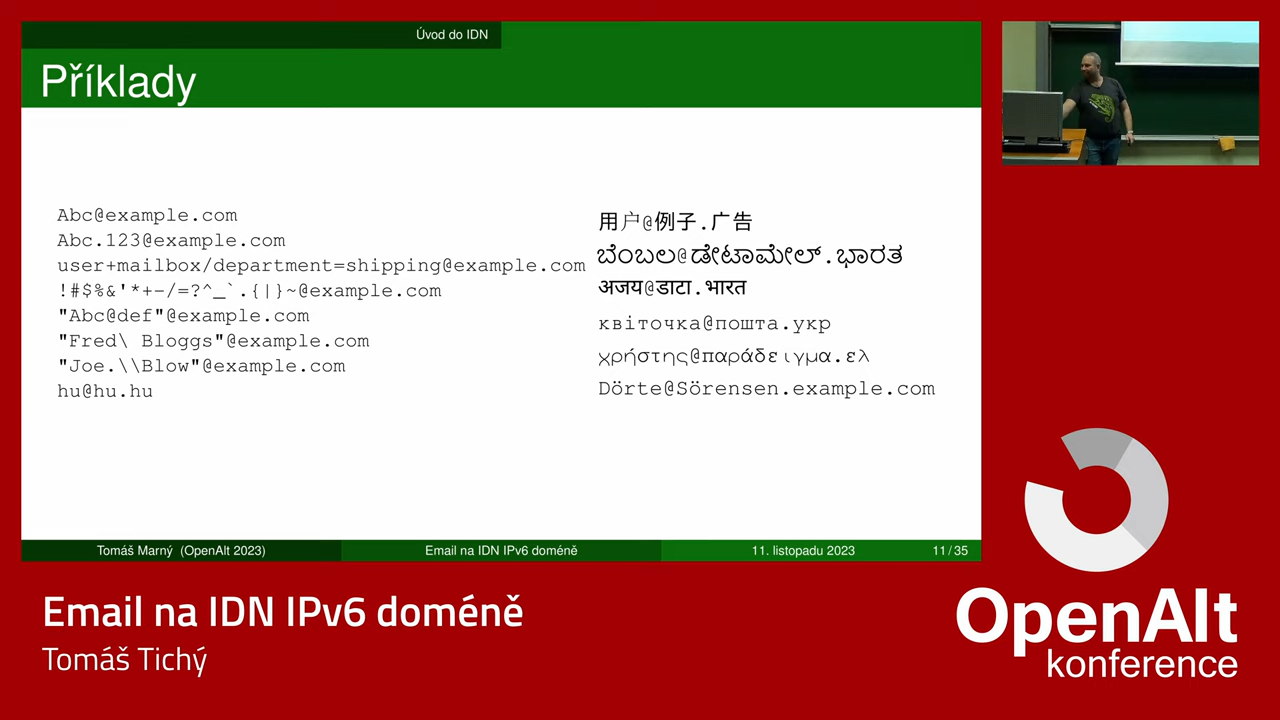 Úvod do IDN
Příklady
Abc@example.com
Abc.123@example.com
user+mailbox/department=shipping@example.com
!#$%&'*+-/=?^_`.{|}~@example.com
"Abc@def"@example.com
"Fred\ Bloggs"@example.com
"Joe.\\Blow"@example.com
hu@hu.hu
用户@例子.广告
ಬೆಂಬಲ@ಡೇಟಾಮೇಲ್.ಭಾರತ
अजय@डाटा.भारत
квіточка@пошта.укр
χρήστης@παράδειγμα.ελ
Dörte@Sörensen.example.com
Tomáš Marný (OpenAlt 2023)
Email na IDN IPv6 doméně
11. listopadu 2023
11/35
Email na IDN IPv6 doméně
Tomáš Tichý
OpenAlt
konference